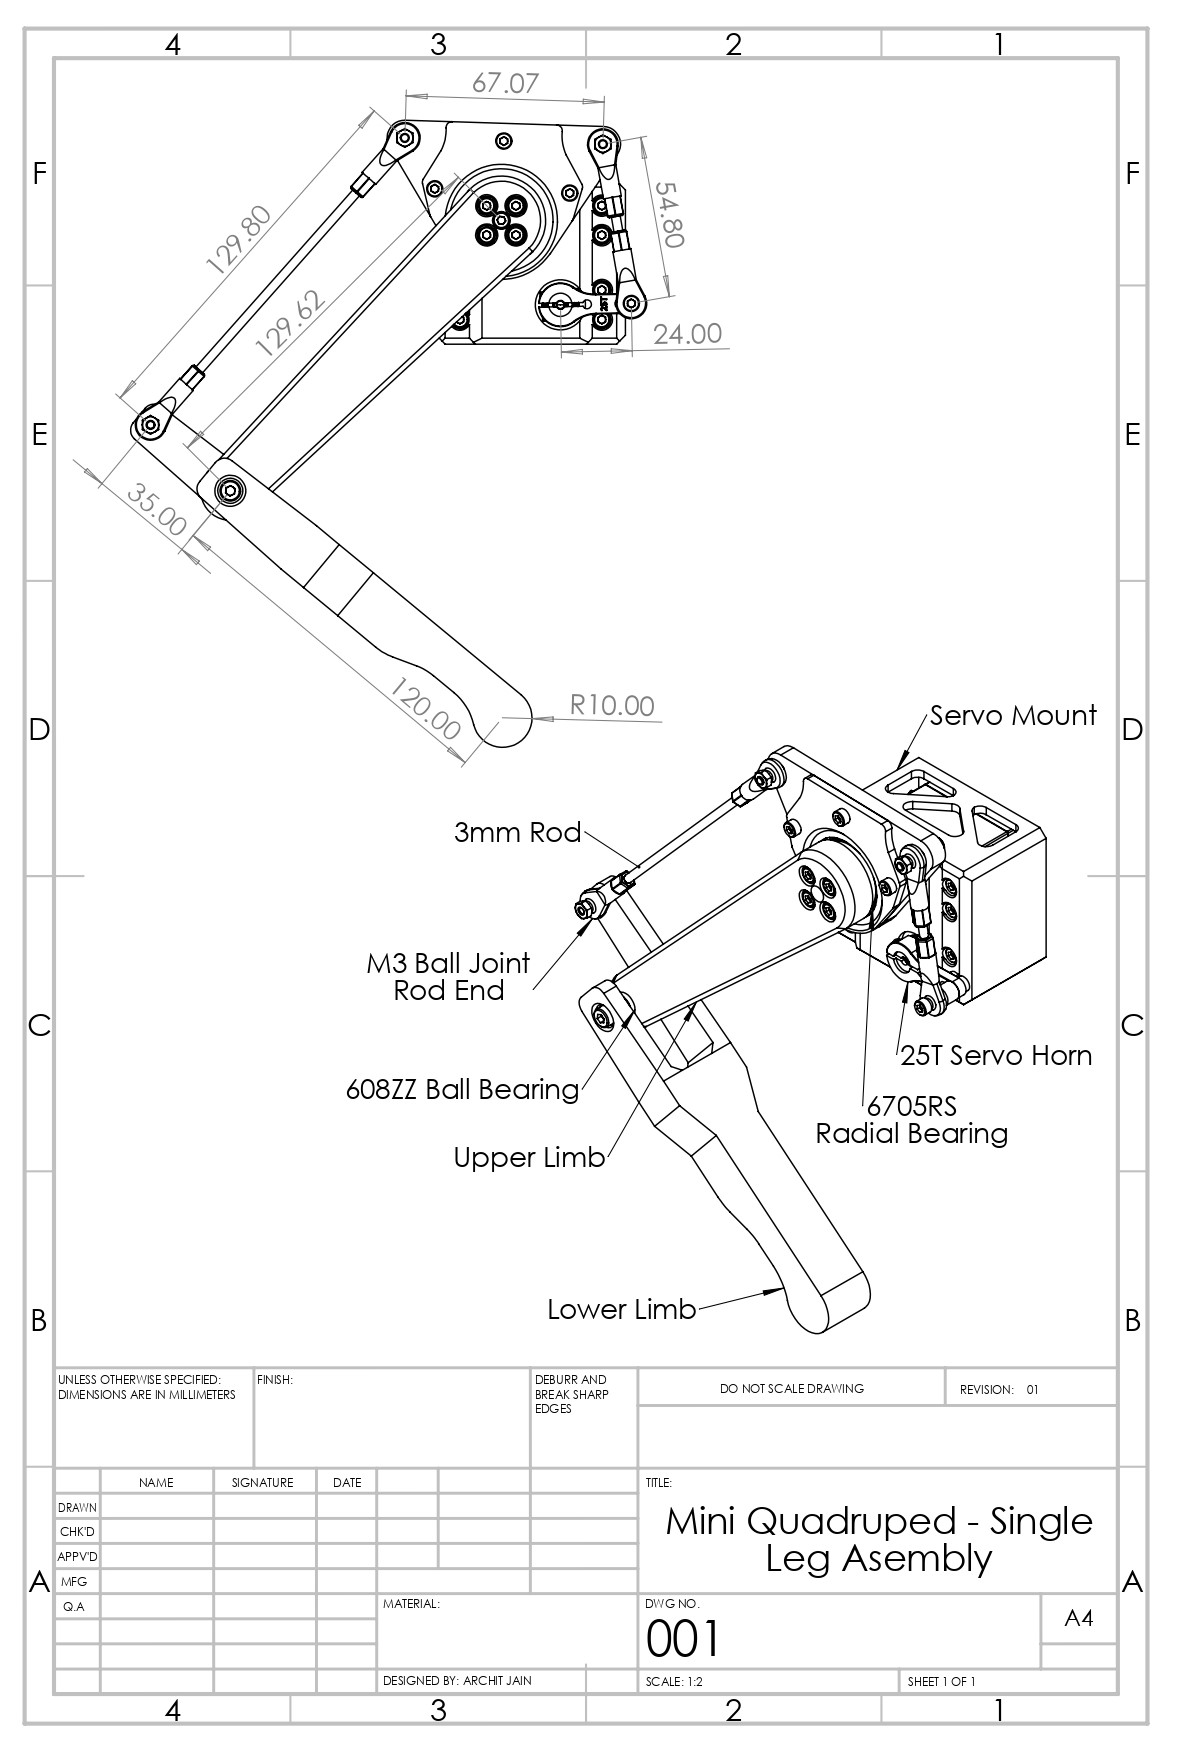 4 3 2 1
F F
67.07
54.80
129.80
129.62
25T
24.00
E E
35.00
120.00
R10.00
D D
Servo Mount
3mm Rod
M3 Ball Joint
Rod End
C C
25T Servo Horn
608ZZ Ball Bearing
6705RS
Radial Bearing
Upper Limb
Lower Limb
B B
UNLESS OTHERWISE SPECIFIED:
DIMENSIONS ARE IN MILLIMETERS
FINISH:
DEBURR AND
BREAK SHARP
EDGES
DO NOT SCALE DRAWING
REVISION: 01
NAME SIGNATURE DATE
DRAWN
CHK'D
APPV'D
MFG
Q.A
TITLE:
Mini Quadruped - Single
Leg Asembly
A A
MATERIAL:
DWG NO.
001
A4
DESIGNED BY: ARCHIT JAIN
SCALE: 1:2
SHEET 1 OF 1
4 3 2 1